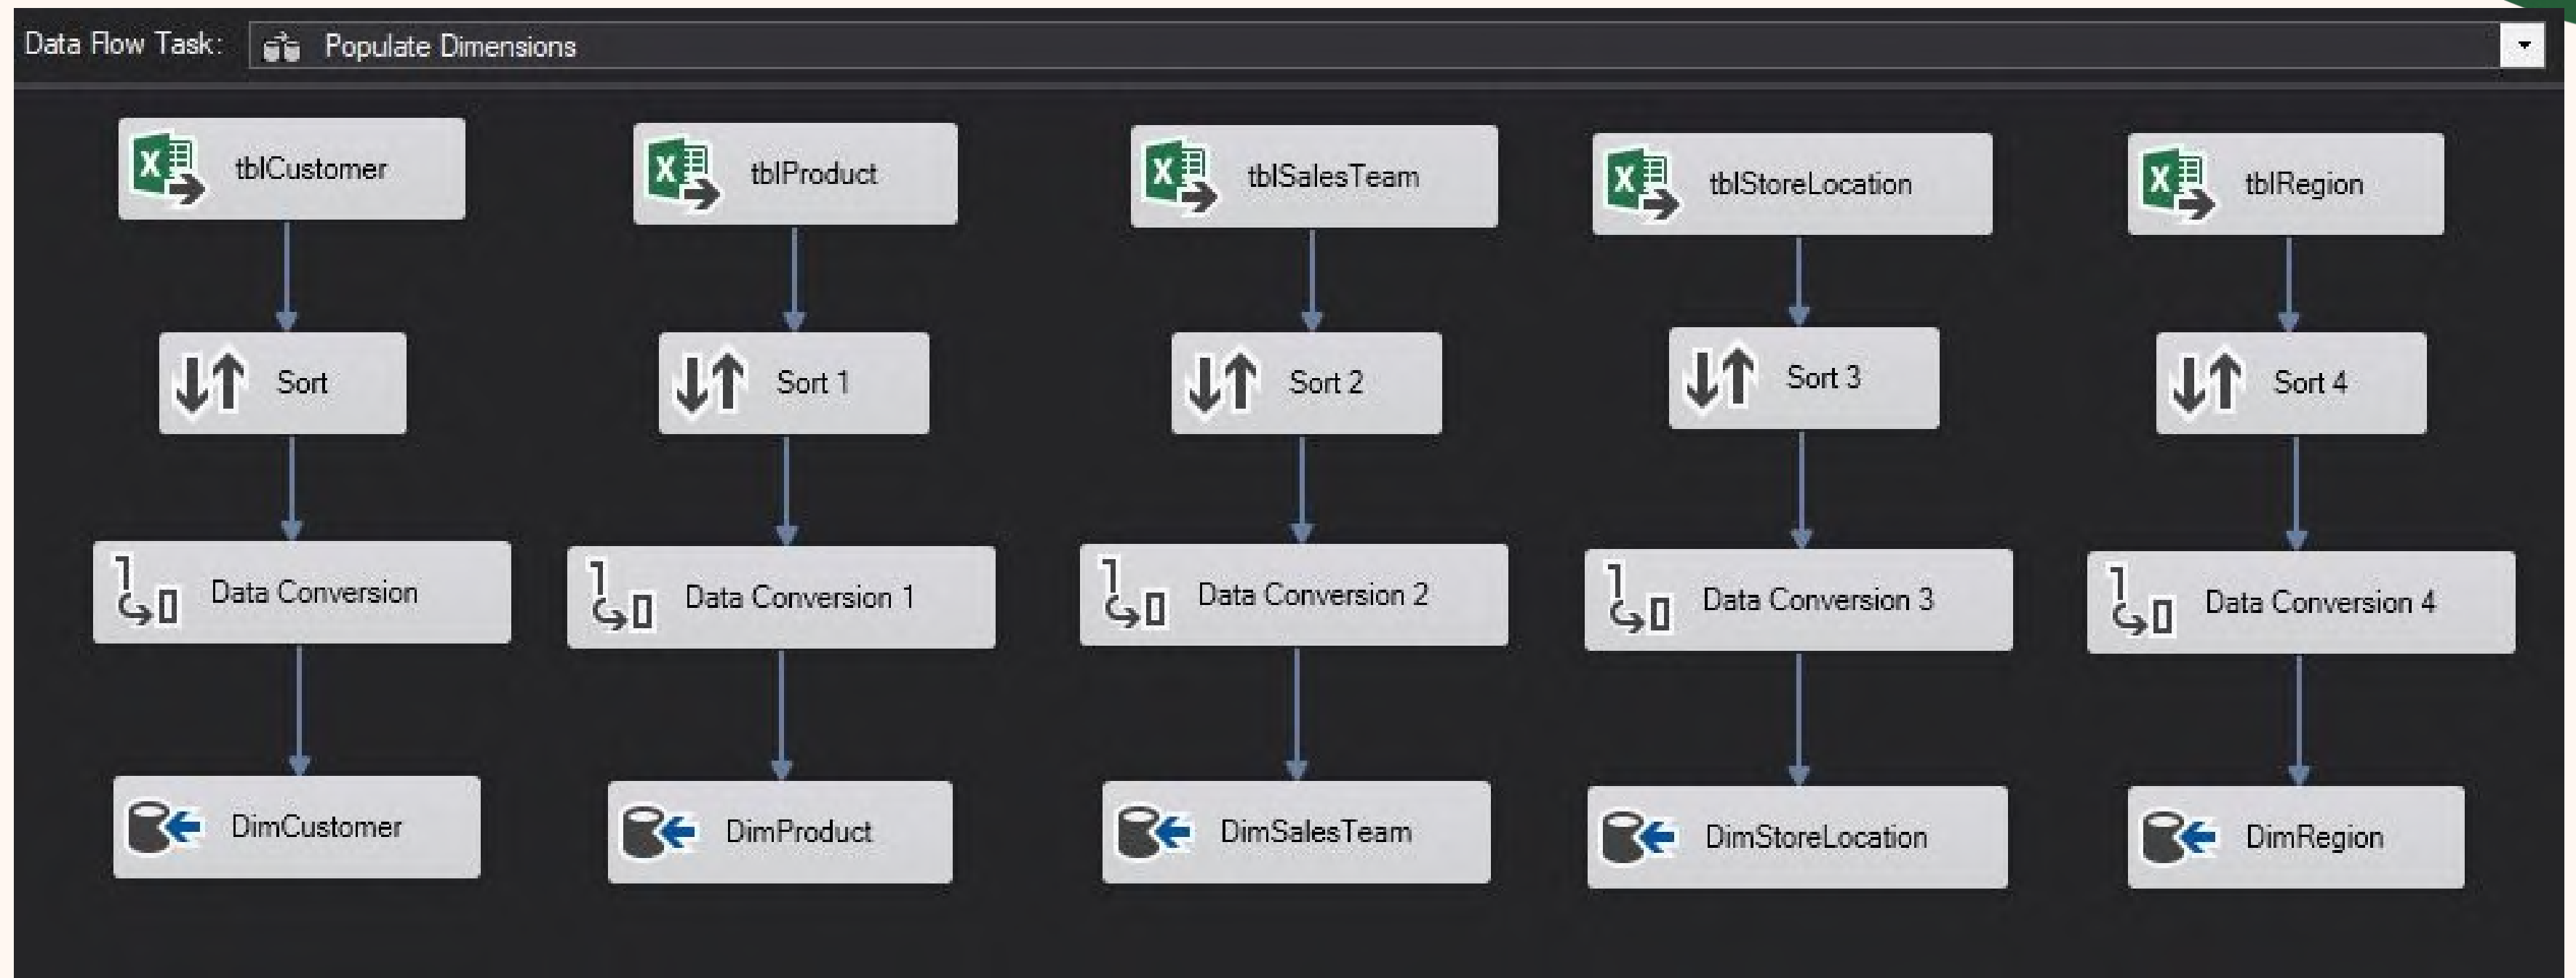 Data Flow Task: Populate Dimensions
tblCustomer
tblProduct
tblSalesTeam
tblStoreLocation
tblRegion
Sort
Sort 1
Sort 2
Sort 3
Sort 4
Data Conversion
Data Conversion 1
Data Conversion 2
Data Conversion 3
Data Conversion 4
DimCustomer
DimProduct
DimSalesTeam
DimStoreLocation
DimRegion